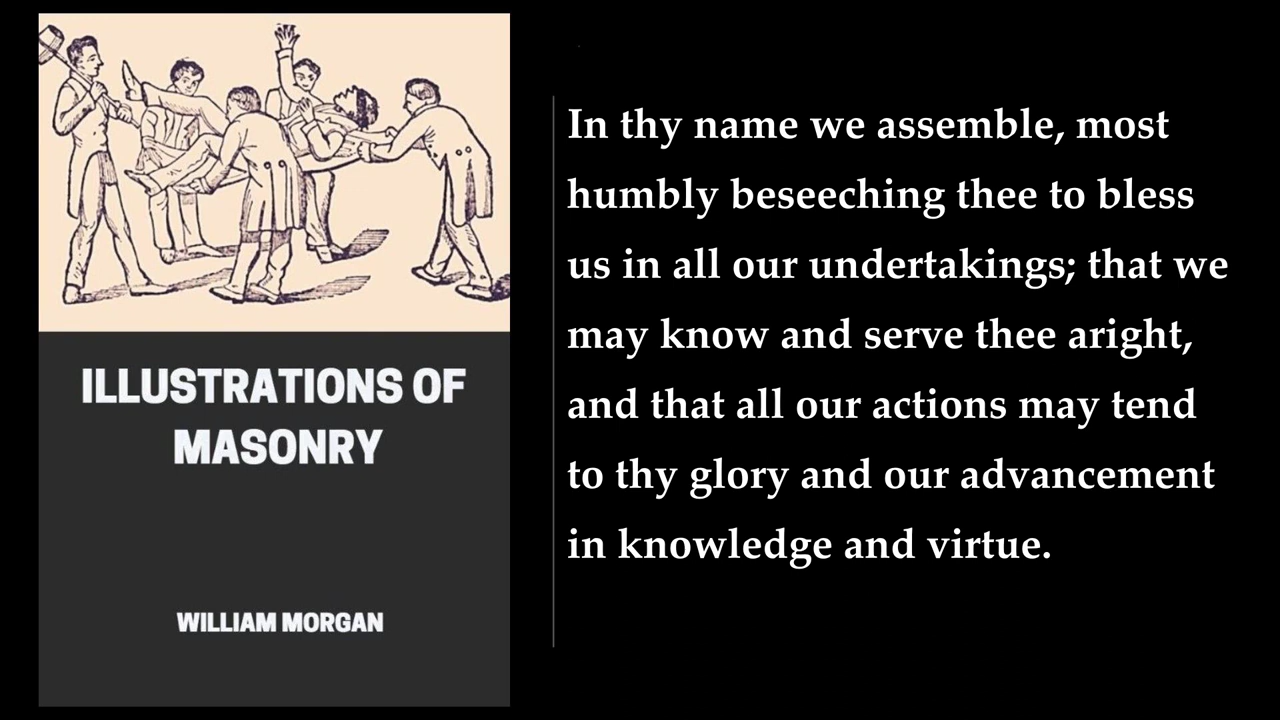 ILLUSTRATIONS OF
MASONRY
WILLIAM MORGAN
In thy name we assemble, most
humbly beseeching thee to bless
us in all our undertakings; that we
may know and serve thee aright,
and that all our actions may tend
to thy glory and our advancement
in knowledge and virtue.